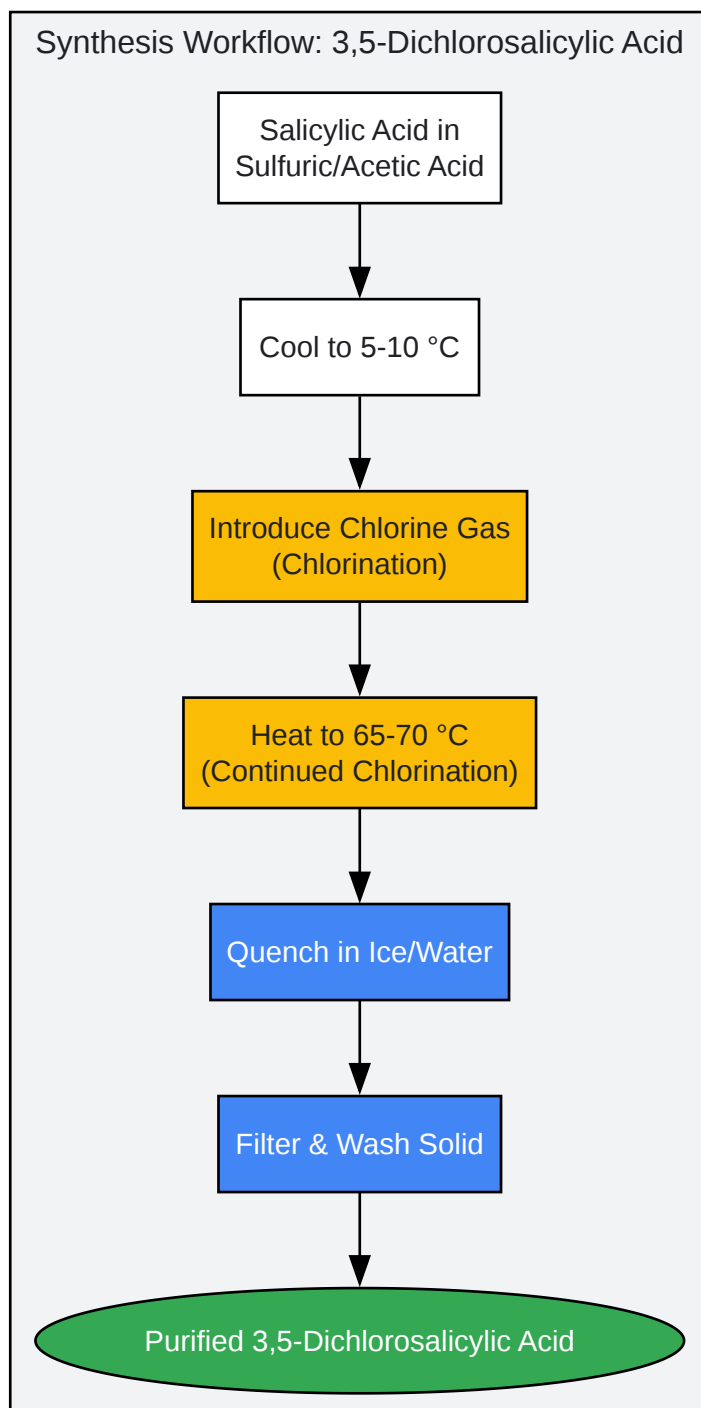 Synthesis Workflow: 3,5-Dichlorosalicylic Acid
Salicylic Acid in
Sulfuric/Acetic Acid
Cool to 5-10 °C
Introduce Chlorine Gas
(Chlorination)
Heat to 65-70 °C
(Continued Chlorination)
Quench in Ice/Water
Filter & Wash Solid
Purified 3,5-Dichlorosalicylic Acid